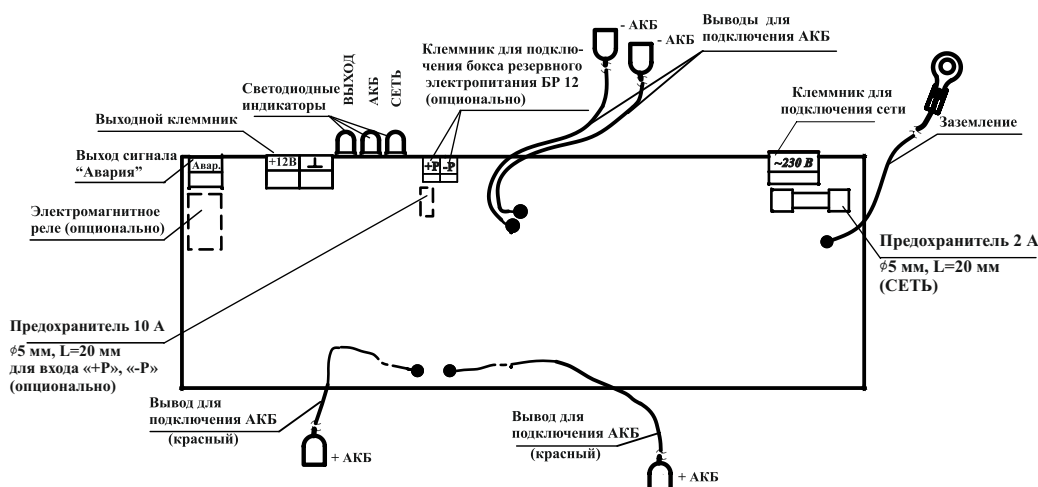 - АКБ
- АКБ
Выводы для
подключения АКБ
Клеммник для подклю-
чения бокса резервного
электропитания БР 12
(опционально)
ВЫХОД
АКБ
СЕТЬ
Светодиодные
индикаторы
Клеммник для
подключения сети
Заземление
Выходной клеммник
Выход сигнала
“Авария”
Авар.
+12В
⊥
+Р
-Р
~230 В
Электромагнитное
реле (опционально)
Предохранитель 2 А
∅5 мм, L=20 мм
(СЕТЬ)
Предохранитель 10 А
∅5 мм, L=20 мм
для входа «+Р», «-Р»
(опционально)
Вывод для
подключения АКБ
(красный)
+ АКБ
Вывод для
подключения АКБ
(красный)
+ АКБ